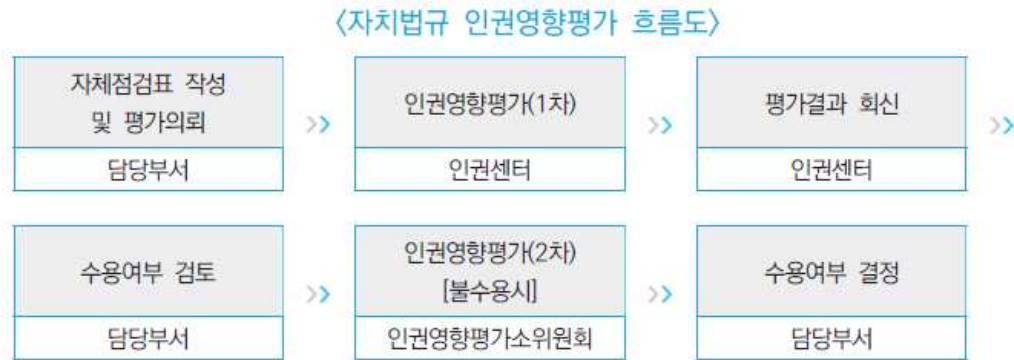 〈자치법규 인권영향평가 흐름도〉
자체점검표 작성
및 평가의뢰
담당부서
»
인권영향평가(1차)
인권센터
»
평가결과 회신
인권센터
»
수용여부 검토
담당부서
»
인권영향평가(2차)
[불수용시]
인권영향평가소위원회
»
수용여부 결정
담당부서